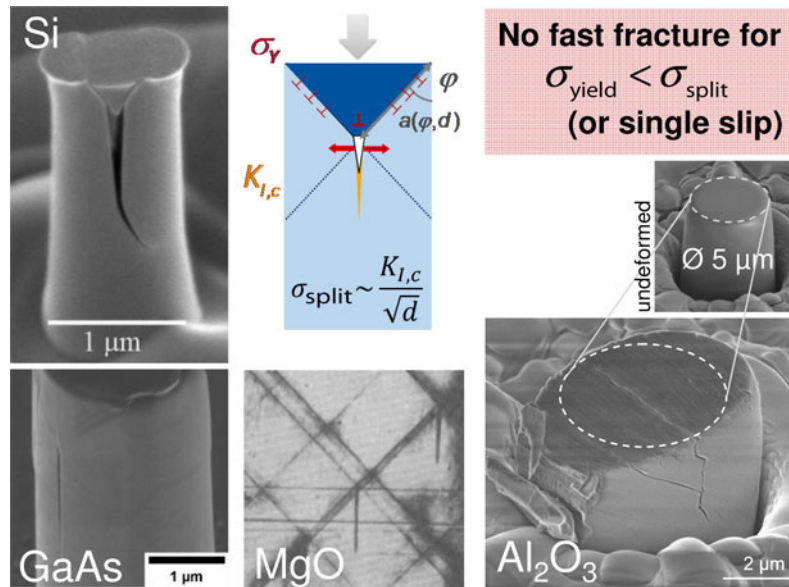 Si
1 μm
σY
φ
a(φ,d)
KI,c
σsplit~ KI,c/√d
No fast fracture for
σyield < σsplit
(or single slip)
undeformed
Ø 5 μm
GaAs
1 μm
MgO
Al₂O₃
2 μm